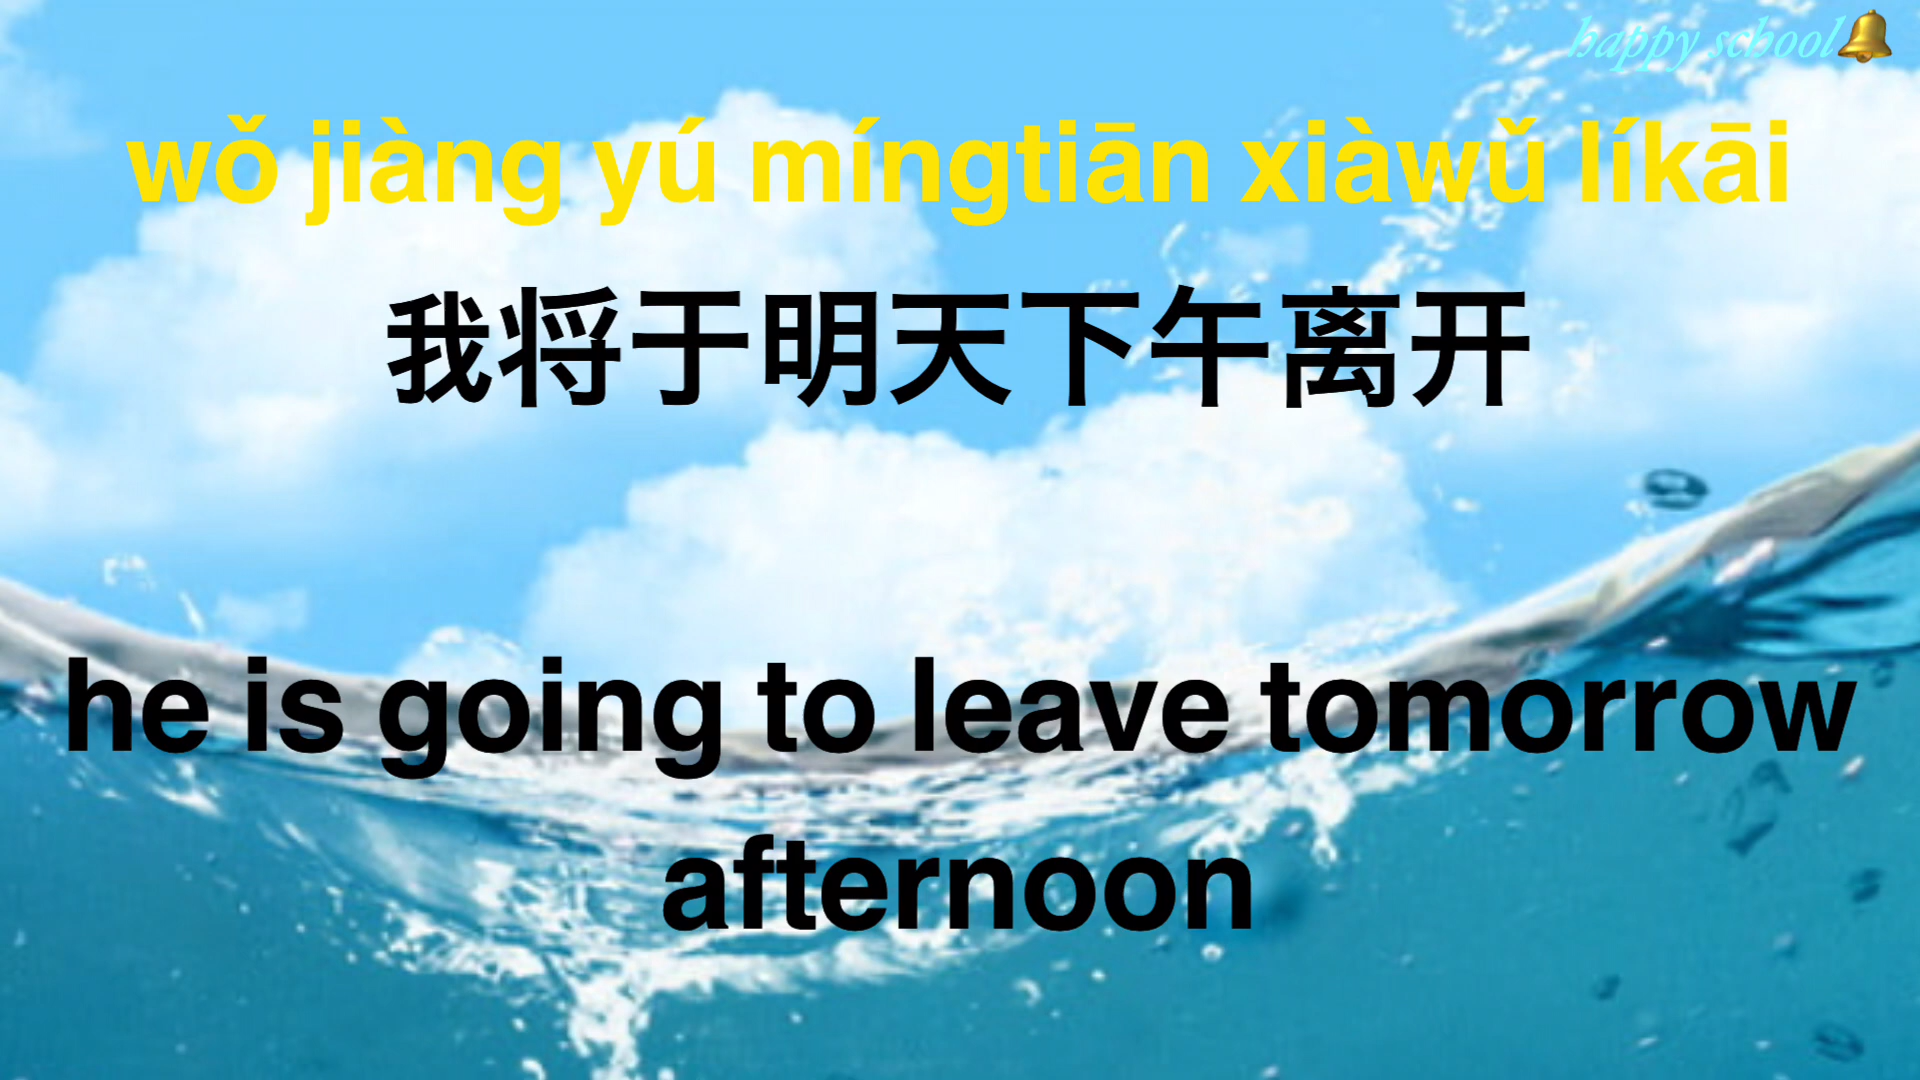 happy school🔔
wǒ jiàng yú míngtiān xiàwǔ líkāi
我将于明天下午离开
he is going to leave tomorrow
afternoon